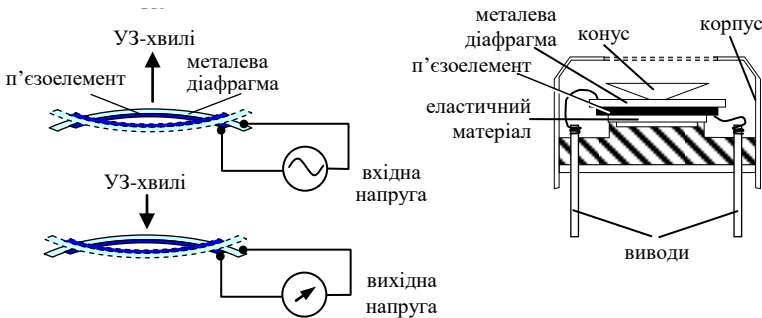 УЗ-хвилі
п’єзоелемент
металева
діафрагма
вхідна
напруга
УЗ-хвилі
вихідна
напруга
металева
діафрагма
конус
корпус
п’єзоелемент
еластичний
матеріал
виводи